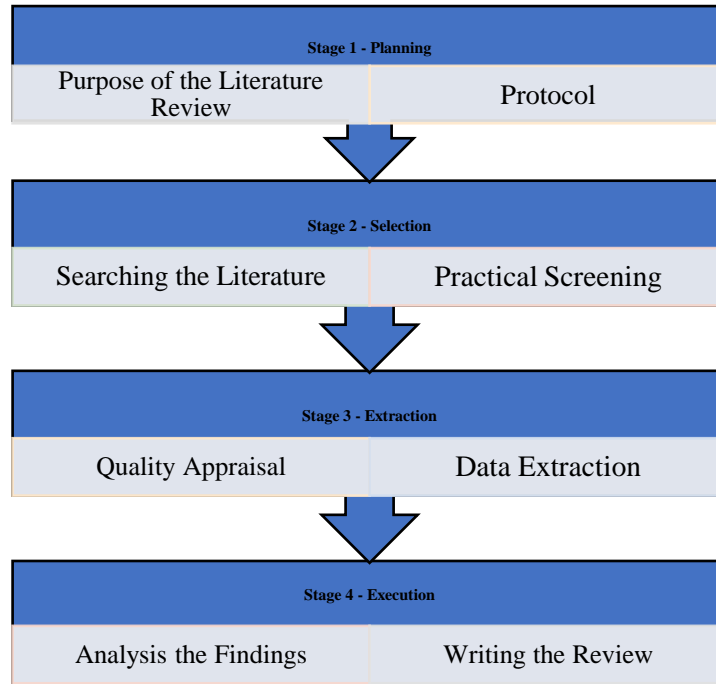 Stage 1 - Planning
Purpose of the Literature
Review
Protocol
Stage 2 - Selection
Searching the Literature
Practical Screening
Stage 3 - Extraction
Quality Appraisal
Data Extraction
Stage 4 - Execution
Analysis the Findings
Writing the Review